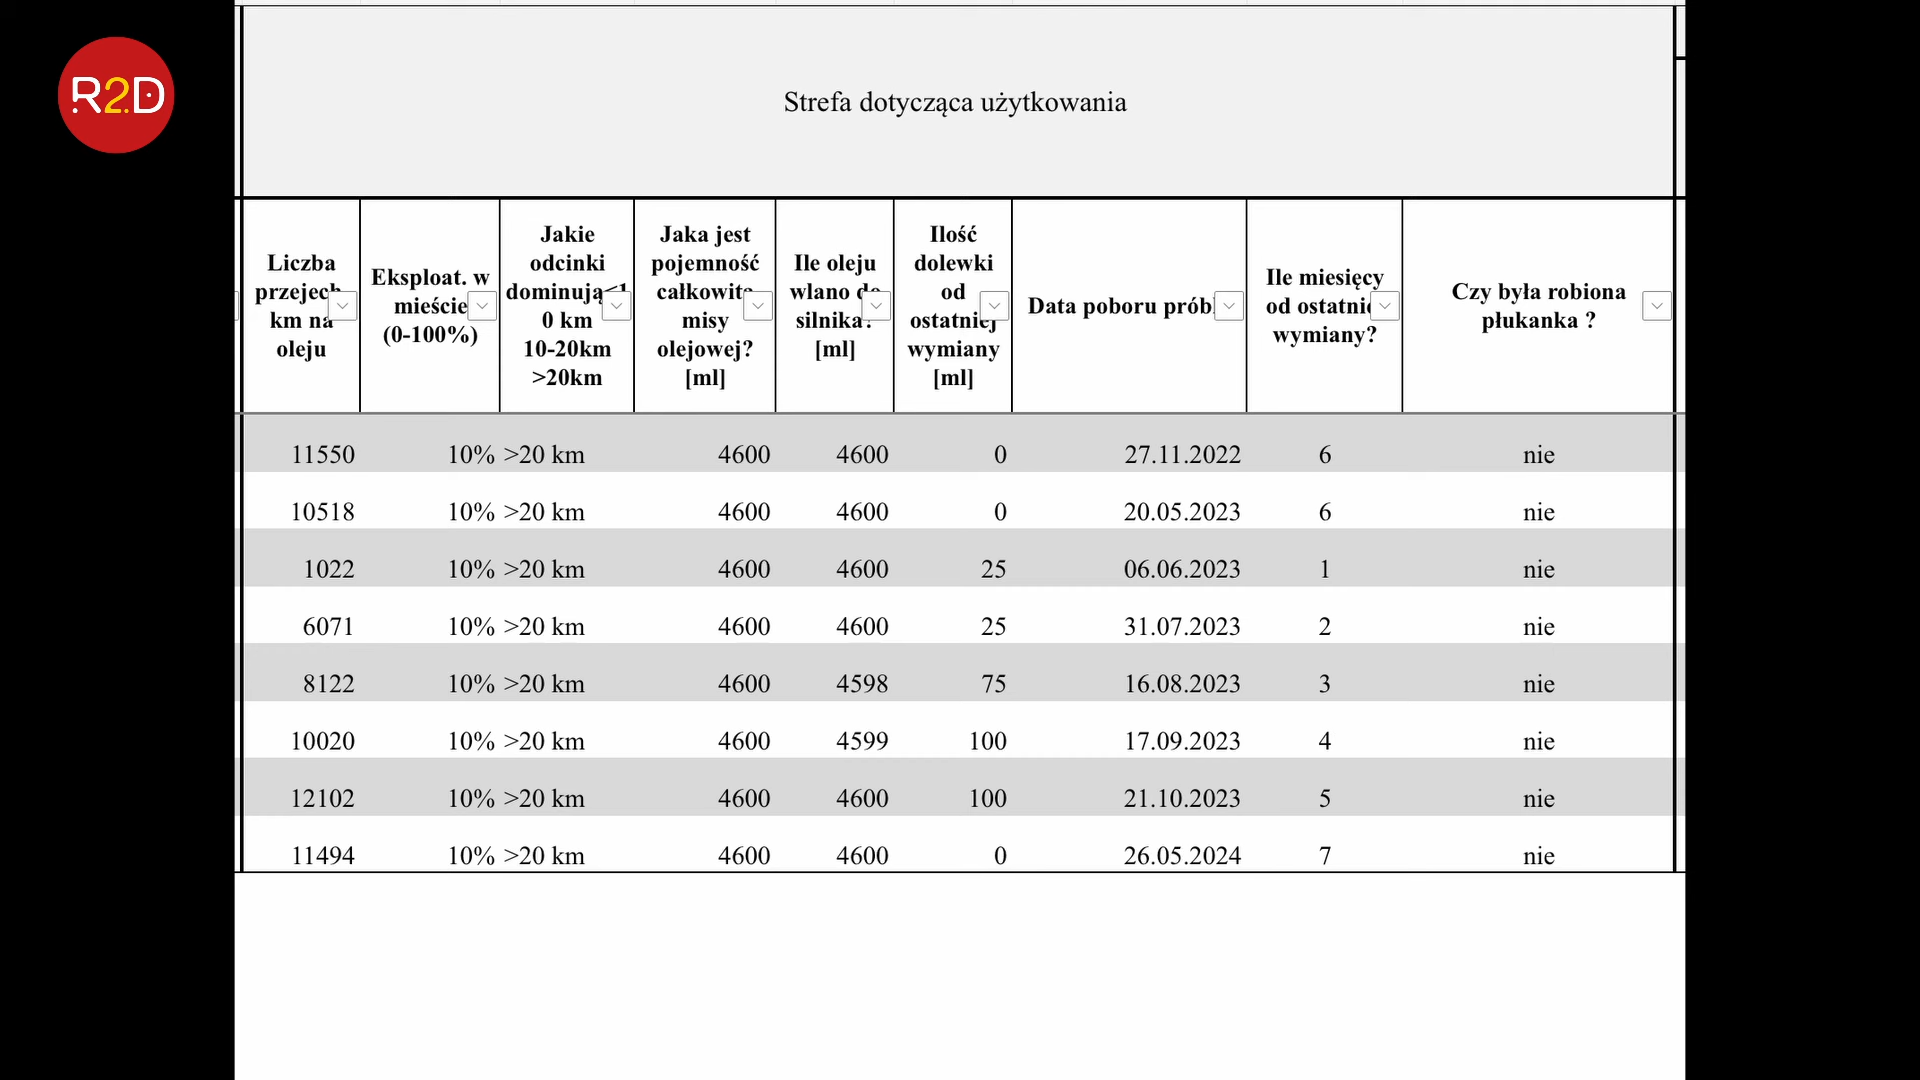 R2D
Strefa dotycząca użytkowania
Liczba
przejech.
km na
oleju
Eksploat. w
mieście
(0-100%)
Jakie
odcinki
dominują<1
0 km
10-20km
>20km
Jaka jest
pojemność
całkowita
misy
olejowej?
[ml]
Ile oleju
wlano do
silnika?
[ml]
Ilość
dolewki
od
ostatniej
wymiany
[ml]
Data poboru prób
Ile miesięcy
od ostatnie
wymiany?
Czy była robiona
płukanka ?
11550 10% >20 km 4600 4600 0 27.11.2022 6 nie
10518 10% >20 km 4600 4600 0 20.05.2023 6 nie
1022 10% >20 km 4600 4600 25 06.06.2023 1 nie
6071 10% >20 km 4600 4600 25 31.07.2023 2 nie
8122 10% >20 km 4600 4598 75 16.08.2023 3 nie
10020 10% >20 km 4600 4599 100 17.09.2023 4 nie
12102 10% >20 km 4600 4600 100 21.10.2023 5 nie
11494 10% >20 km 4600 4600 0 26.05.2024 7 nie